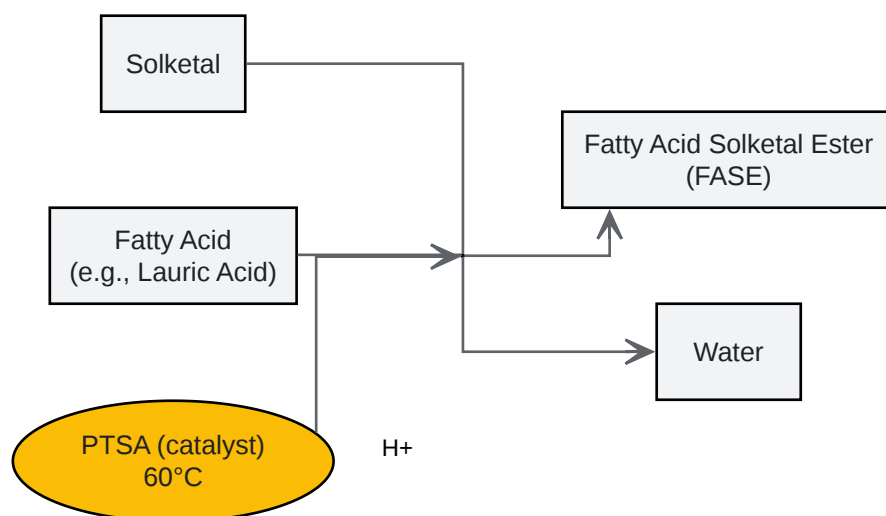 Solketal
Fatty Acid Solketal Ester
(FASE)
Fatty Acid
(e.g., Lauric Acid)
Water
PTSA (catalyst)
60°C
H+